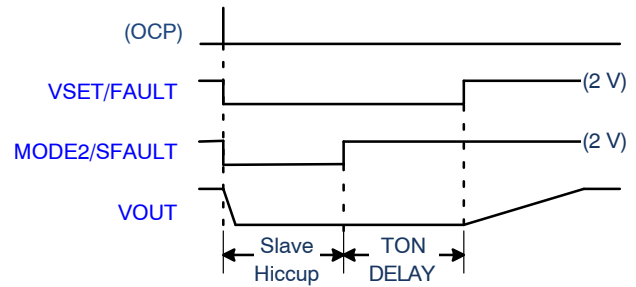 (OCP)
VSET/FAULT
(2 V)
MODE2/SFAULT
(2 V)
VOUT
Slave
Hiccup
TON
DELAY